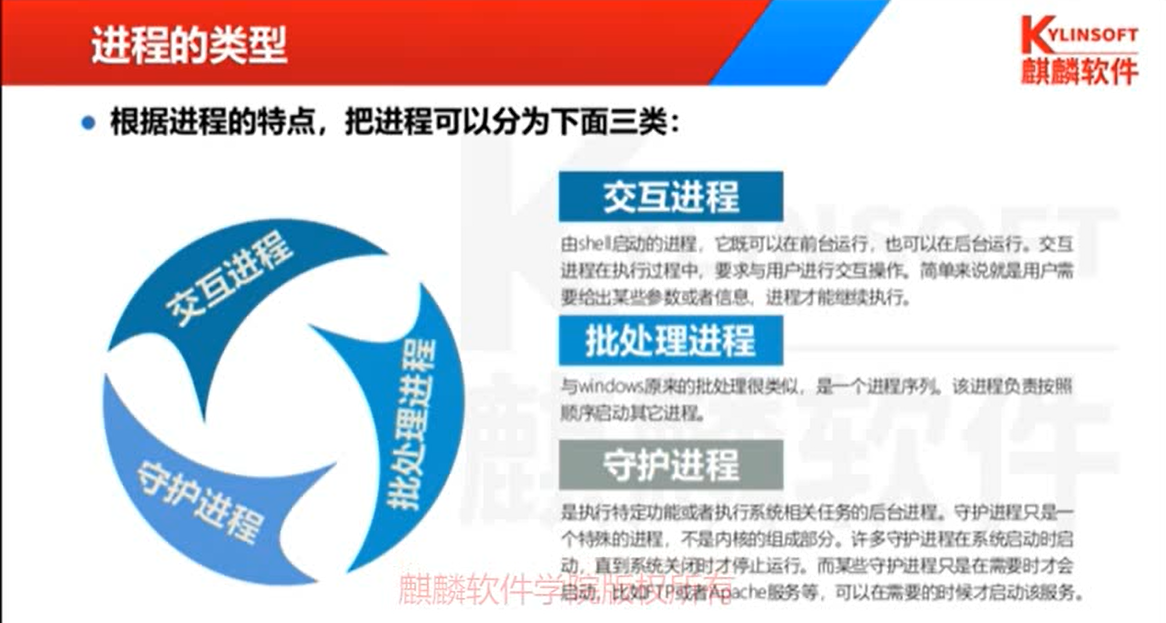 进程的类型
KYLINSOFT
麒麟软件
根据进程的特点，把进程可以分为下面三类：
交互进程
批处理进程
守护进程
交互进程
由shell启动的进程，它既可以在前台运行，也可以在后台运行。交互
进程在执行过程中，要求与用户进行交互操作。简单来说就是用户需
要给出某些参数或者信息，进程才能继续执行。
批处理进程
与windows原来的批处理很类似，是一个进程序列。该进程负责按照
顺序启动其它进程。
守护进程
是执行特定功能或者执行系统相关任务的后台进程。守护进程只是一
个特殊的进程，不是内核的组成部分。许多守护进程在系统启动时启
动，直到系统关闭时才停止运行。而某些守护进程只是在需要时才会
启动，比如FTP或者Apache服务等，可以在需要的时候才启动该服务。
麒麟软件学院版权所有
KYLINSOFT
麒麟软件